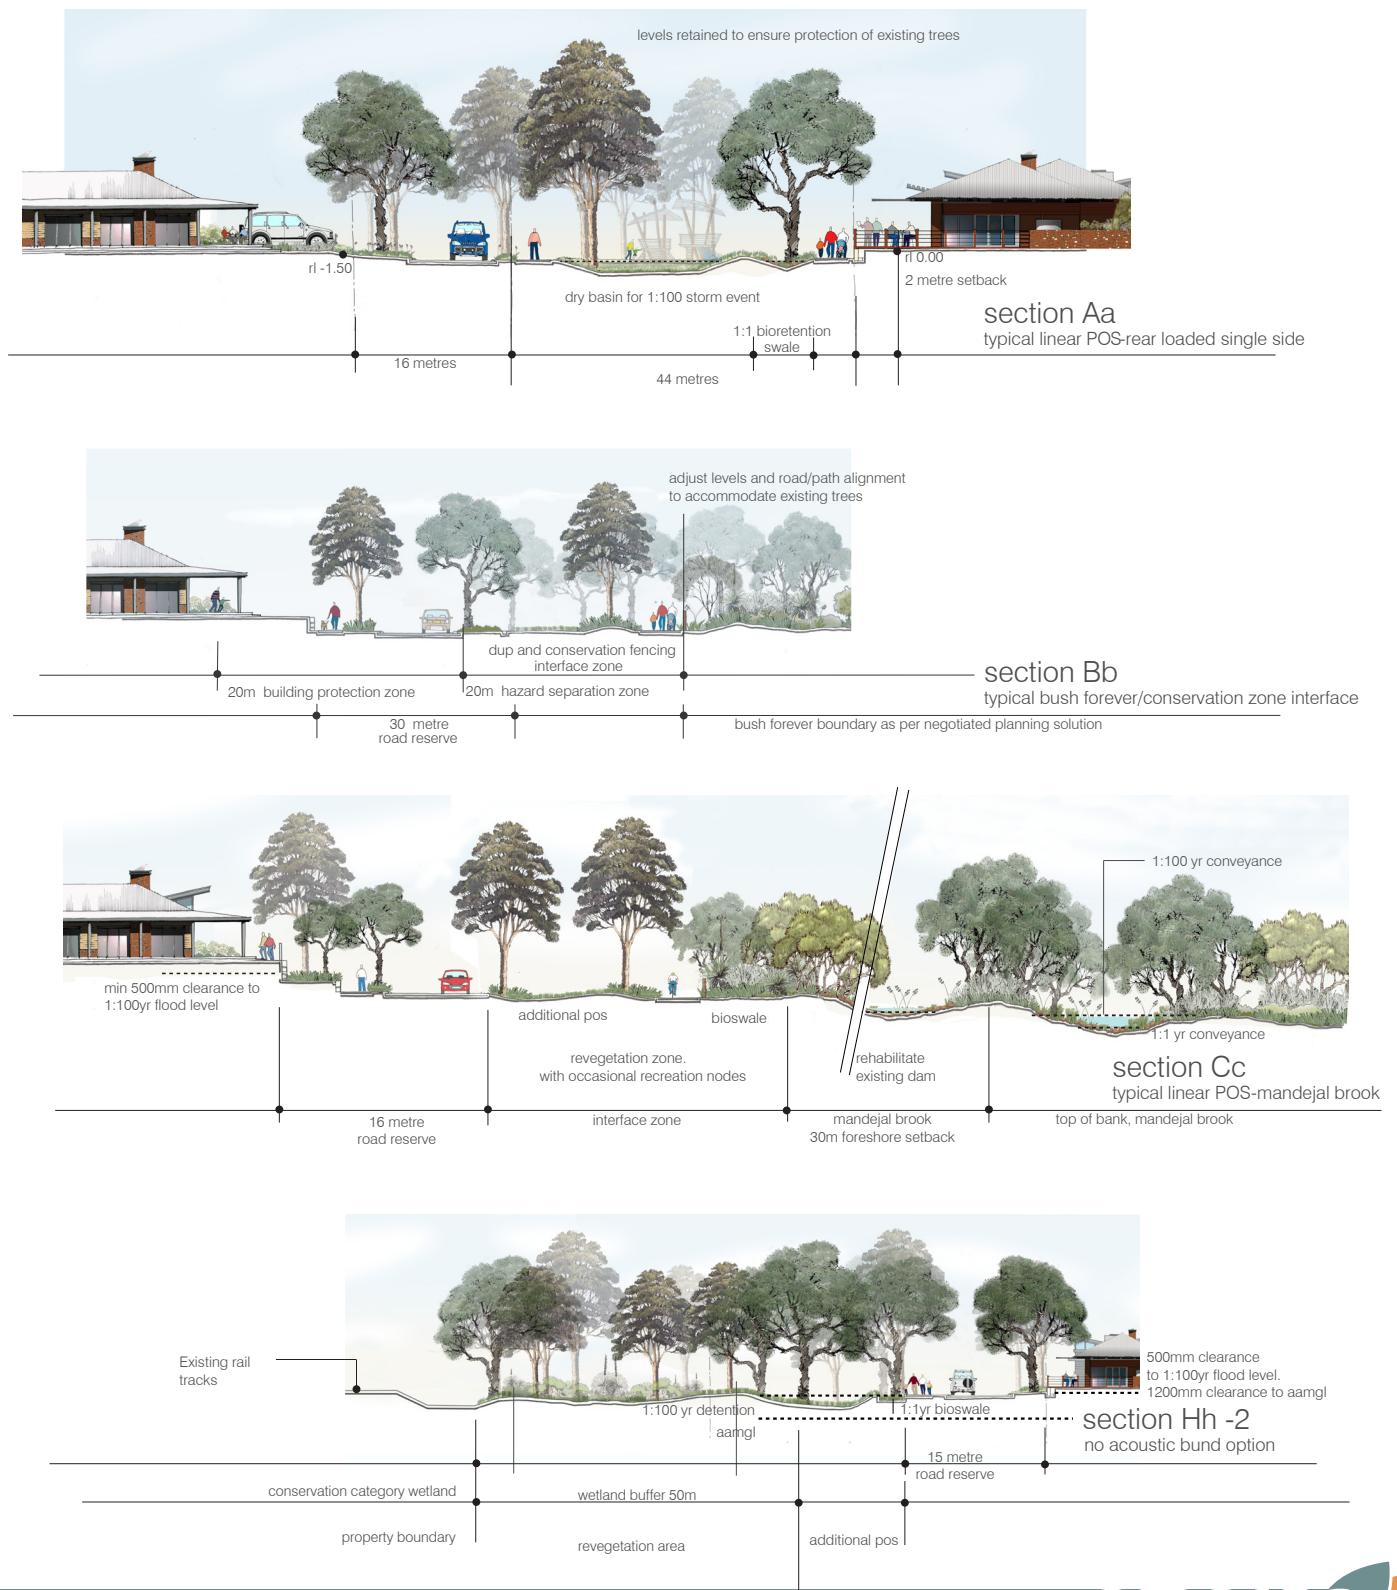 levels retained to ensure protection of existing trees
rl -1.50
rl 0.00
2 metre setback
dry basin for 1:100 storm event
1:1 bioretention
swale
16 metres
44 metres
section Aa
typical linear POS-rear loaded single side
adjust levels and road/path alignment
to accommodate existing trees
dup and conservation fencing
interface zone
20m building protection zone
20m hazard separation zone
section Bb
typical bush forever/conservation zone interface
30 metre
road reserve
bush forever boundary as per negotiated planning solution
1:100 yr conveyance
min 500mm clearance to
1:100yr flood level
additional pos
bioswale
1:1 yr conveyance
revegetation zone.
with occasional recreation nodes
rehabilitate
existing dam
section Cc
typical linear POS-mandejal brook
16 metre
road reserve
interface zone
mandejal brook
30m foreshore setback
top of bank, mandejal brook
Existing rail
tracks
500mm clearance
to 1:100yr flood level.
1200mm clearance to aamgl
1:100 yr detention
1:1yr bioswale
aamgl
section Hh -2
no acoustic bund option
15 metre
road reserve
conservation category wetland
wetland buffer 50m
property boundary
revegetation area
additional pos